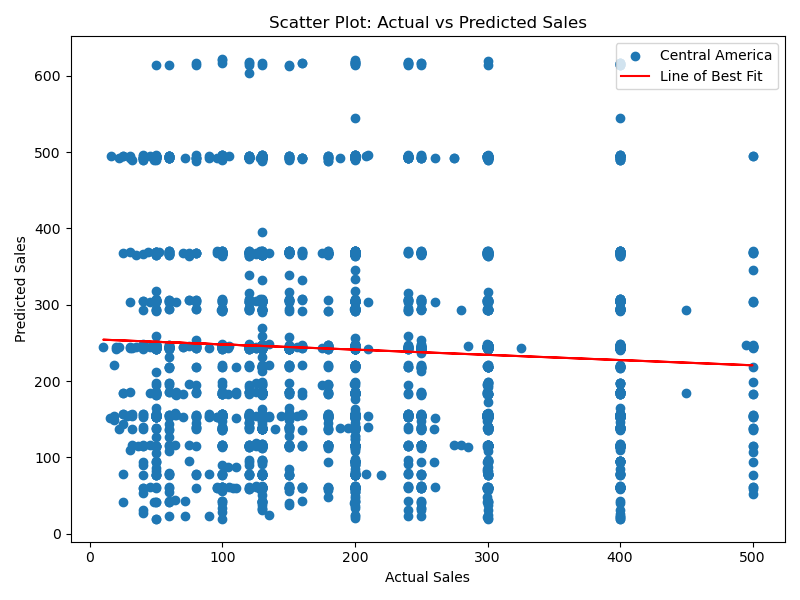 Scatter Plot: Actual vs Predicted Sales
Central America
Line of Best Fit
Predicted Sales
600
500
400
300
200
100
0
0 100 200 300 400 500
Actual Sales